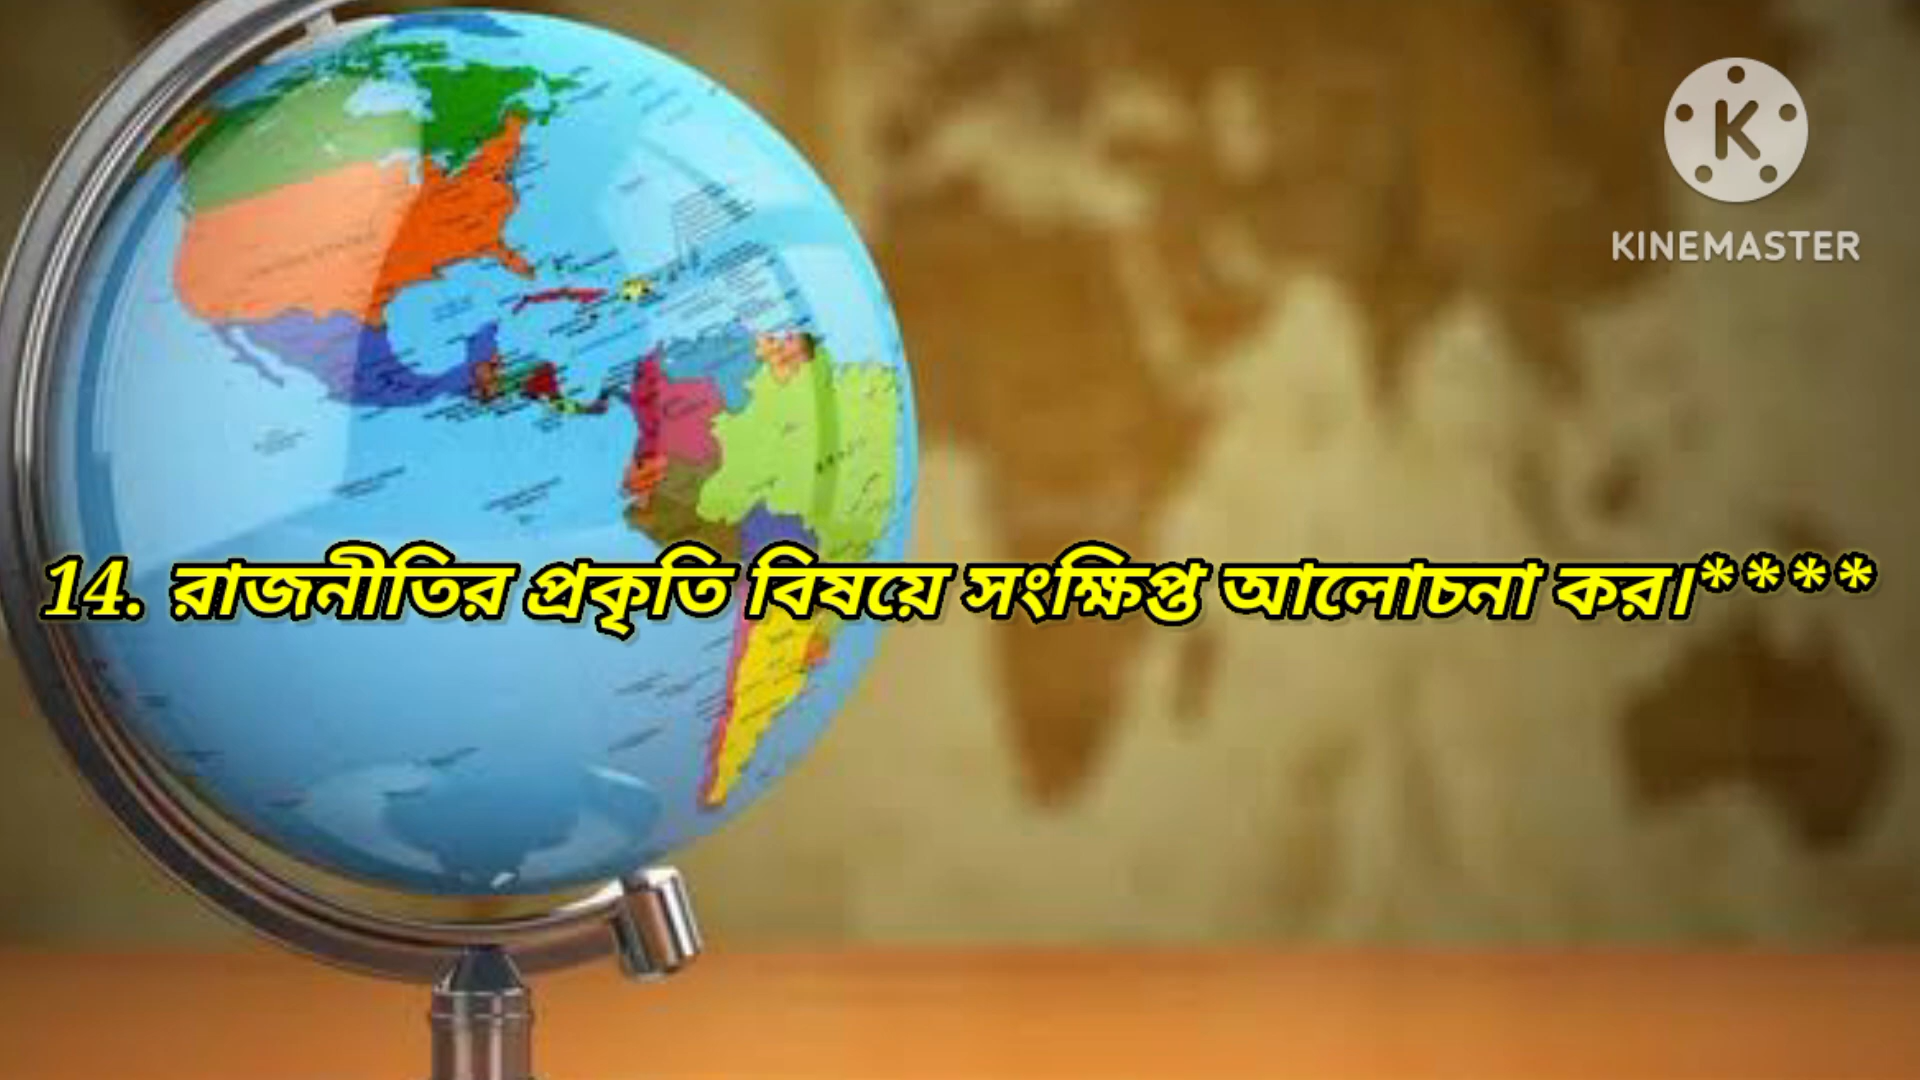 KINEMASTER
14. রাজনীতির প্রকৃতি বিষয়ে সংক্ষিপ্ত আলোচনা কর।****